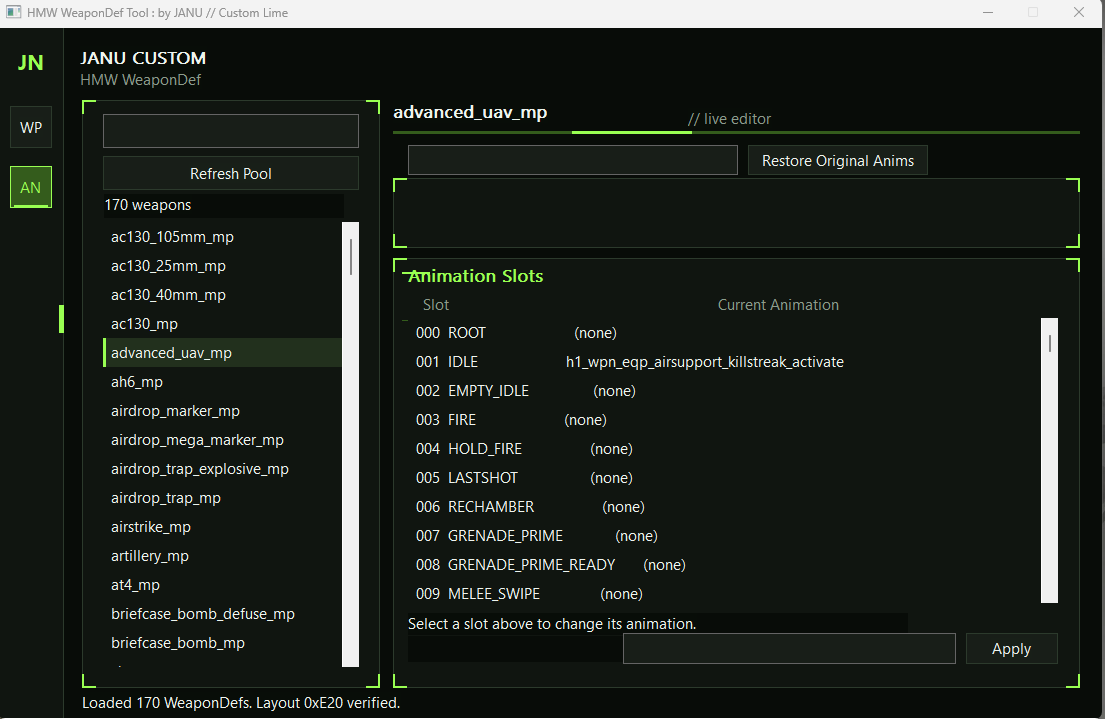 HMW WeaponDef Tool : by JANU // Custom Lime
JN
JANU CUSTOM
HMW WeaponDef
WP
AN
Refresh Pool
170 weapons
ac130_105mm_mp
ac130_25mm_mp
ac130_40mm_mp
ac130_mp
advanced_uav_mp
ah6_mp
airdrop_marker_mp
airdrop_mega_marker_mp
airdrop_trap_explosive_mp
airdrop_trap_mp
airstrike_mp
artillery_mp
at4_mp
briefcase_bomb_defuse_mp
briefcase_bomb_mp
advanced_uav_mp // live editor
Restore Original Anims
Animation Slots
Slot Current Animation
000 ROOT (none)
001 IDLE h1_wpn_eqp_airsupport_killstreak_activate
002 EMPTY_IDLE (none)
003 FIRE (none)
004 HOLD_FIRE (none)
005 LASTSHOT (none)
006 RECHAMBER (none)
007 GRENADE_PRIME (none)
008 GRENADE_PRIME_READY (none)
009 MELEE_SWIPE (none)
Select a slot above to change its animation.
Apply
Loaded 170 WeaponDefs. Layout 0xE20 verified.